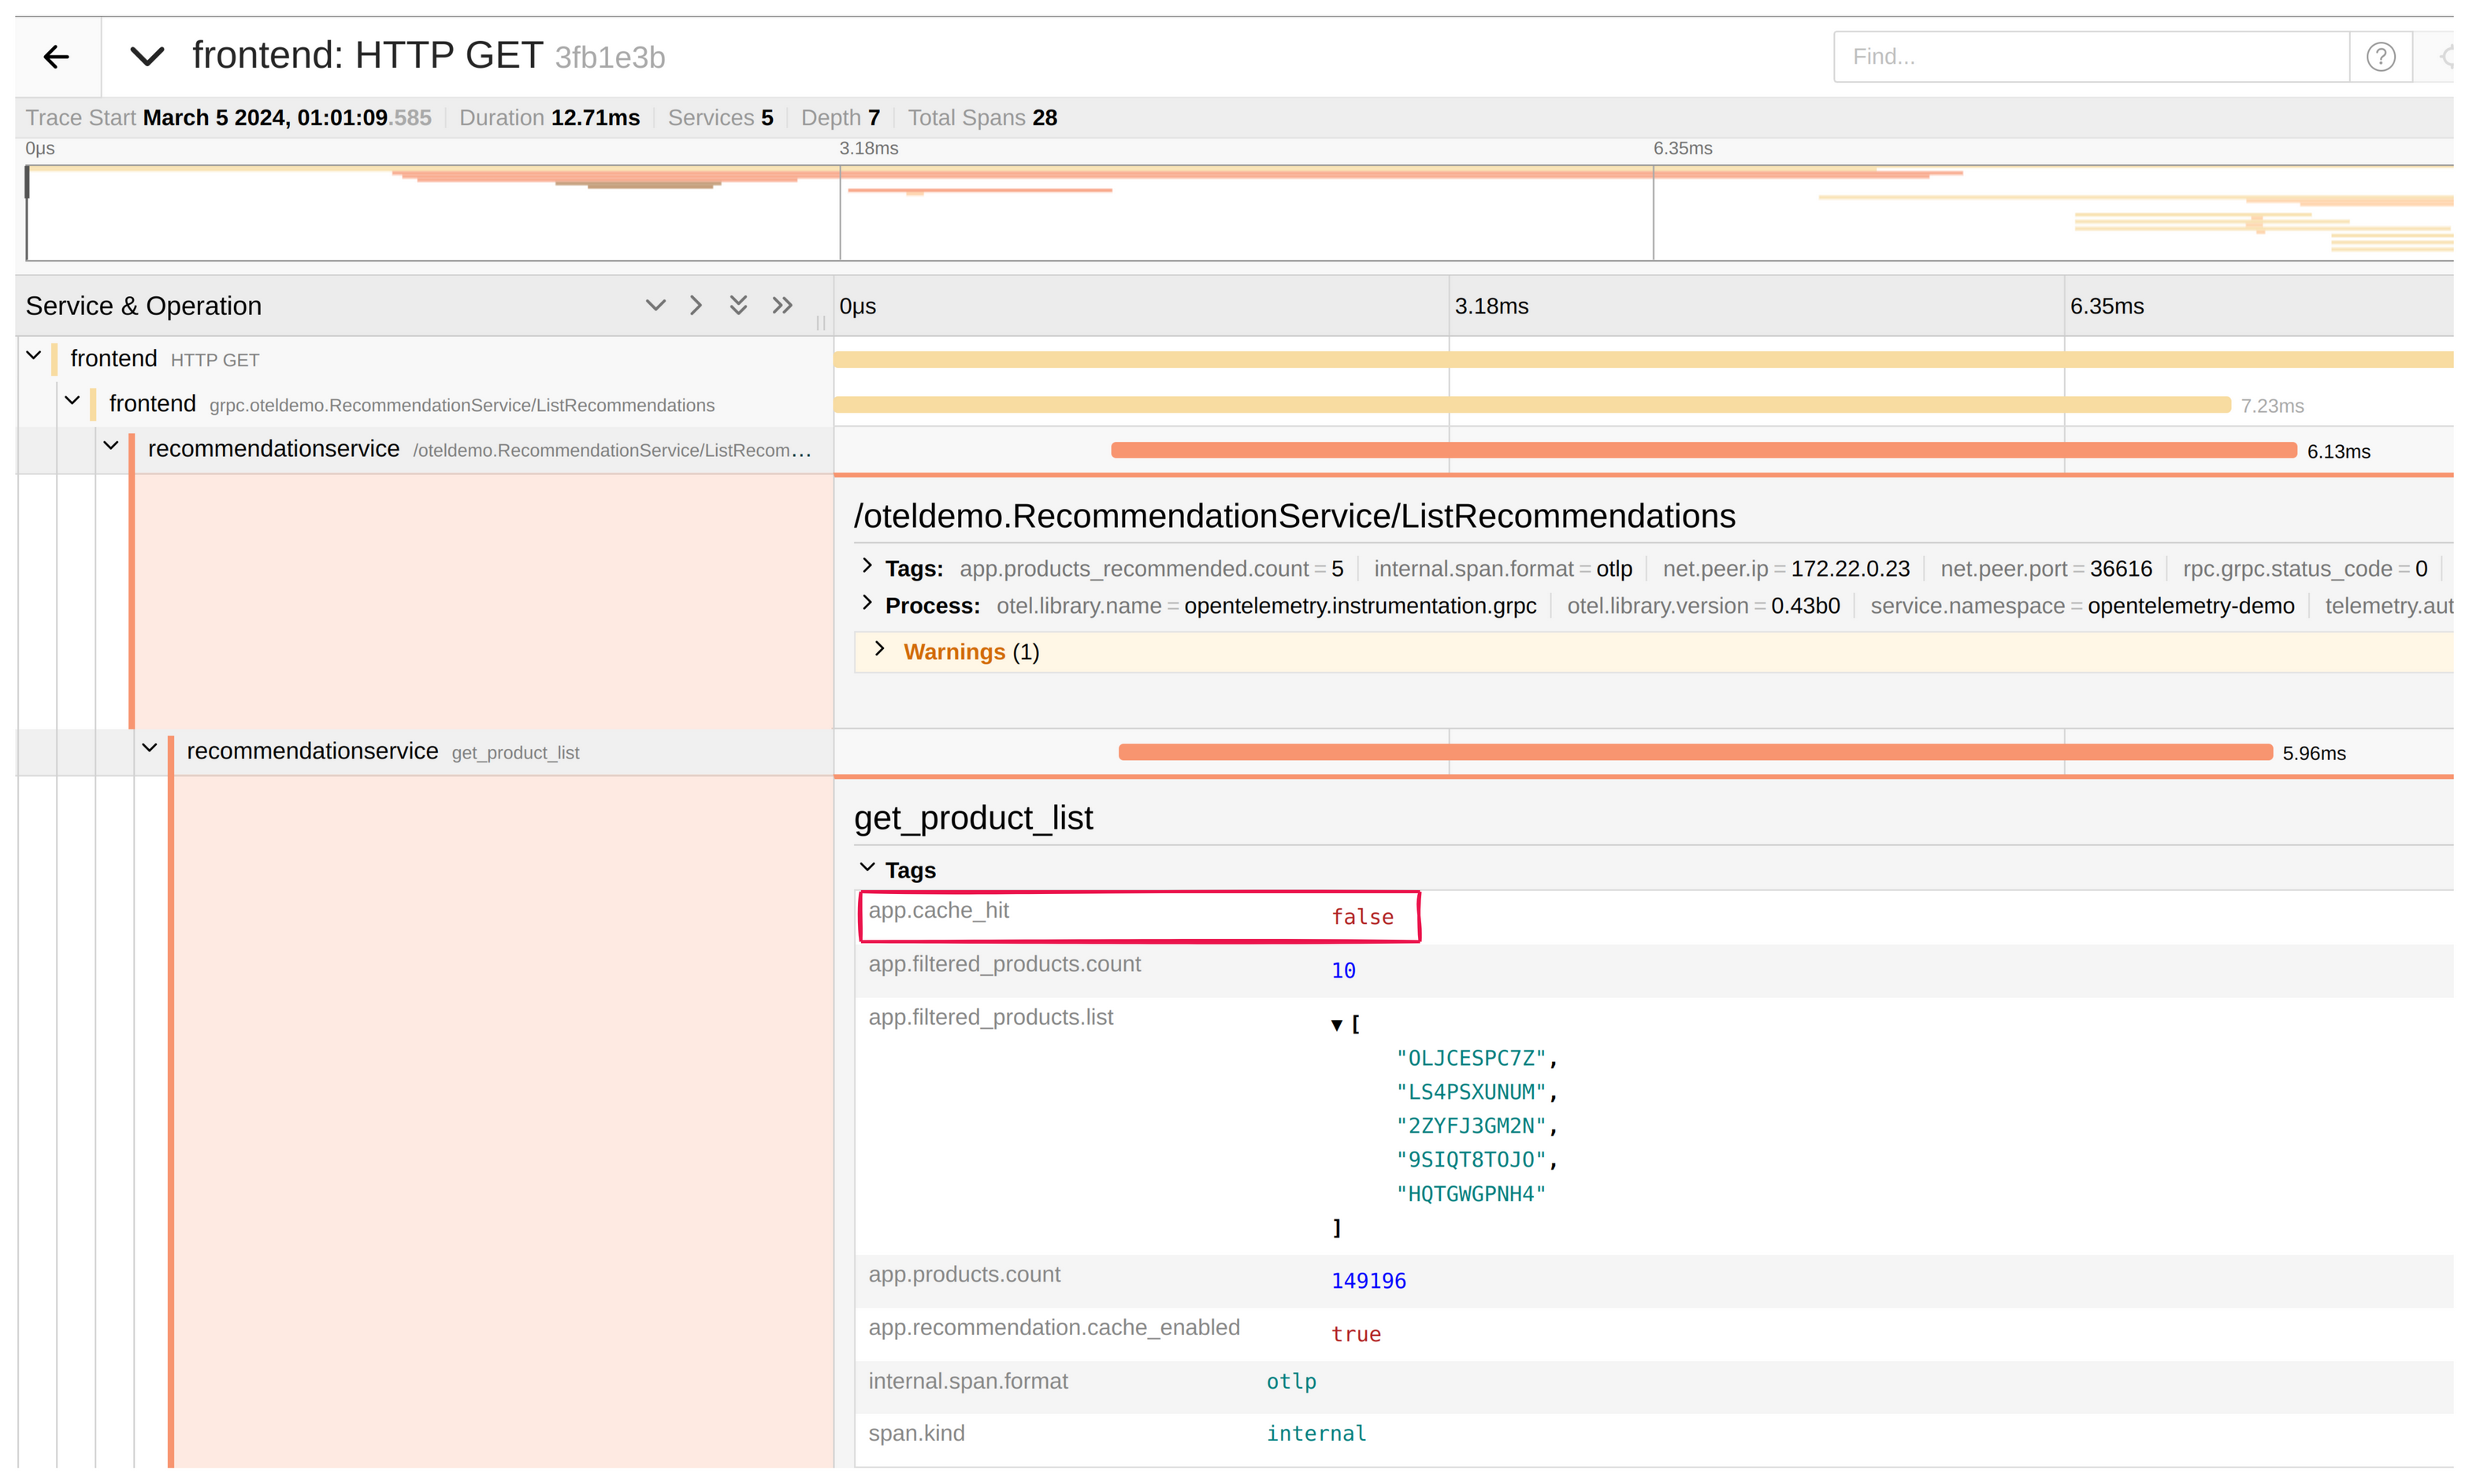 frontend: HTTP GET 3fb1e3b
Find...
Trace Start March 5 2024, 01:01:09.585 Duration 12.71ms Services 5 Depth 7 Total Spans 28
0μs 3.18ms 6.35ms
Service & Operation 0μs 3.18ms 6.35ms
frontend HTTP GET
frontend grpc.oteldemo.RecommendationService/ListRecommendations 7.23ms
recommendationservice /oteldemo.RecommendationService/ListRecom... 6.13ms
/oteldemo.RecommendationService/ListRecommendations
Tags: app.products_recommended.count = 5 internal.span.format = otlp net.peer.ip = 172.22.0.23 net.peer.port = 36616 rpc.grpc.status_code = 0
Process: otel.library.name = opentelemetry.instrumentation.grpc otel.library.version = 0.43b0 service.namespace = opentelemetry-demo telemetry.aut
Warnings (1)
recommendationservice get_product_list 5.96ms
get_product_list
Tags
app.cache_hit false
app.filtered_products.count 10
app.filtered_products.list [
"OLJCESPC7Z",
"LS4PSXUNUM",
"2ZYFJ3GM2N",
"9SIQT8TOJO",
"HQTGWGPNH4"
]
app.products.count 149196
app.recommendation.cache_enabled true
internal.span.format otlp
span.kind internal